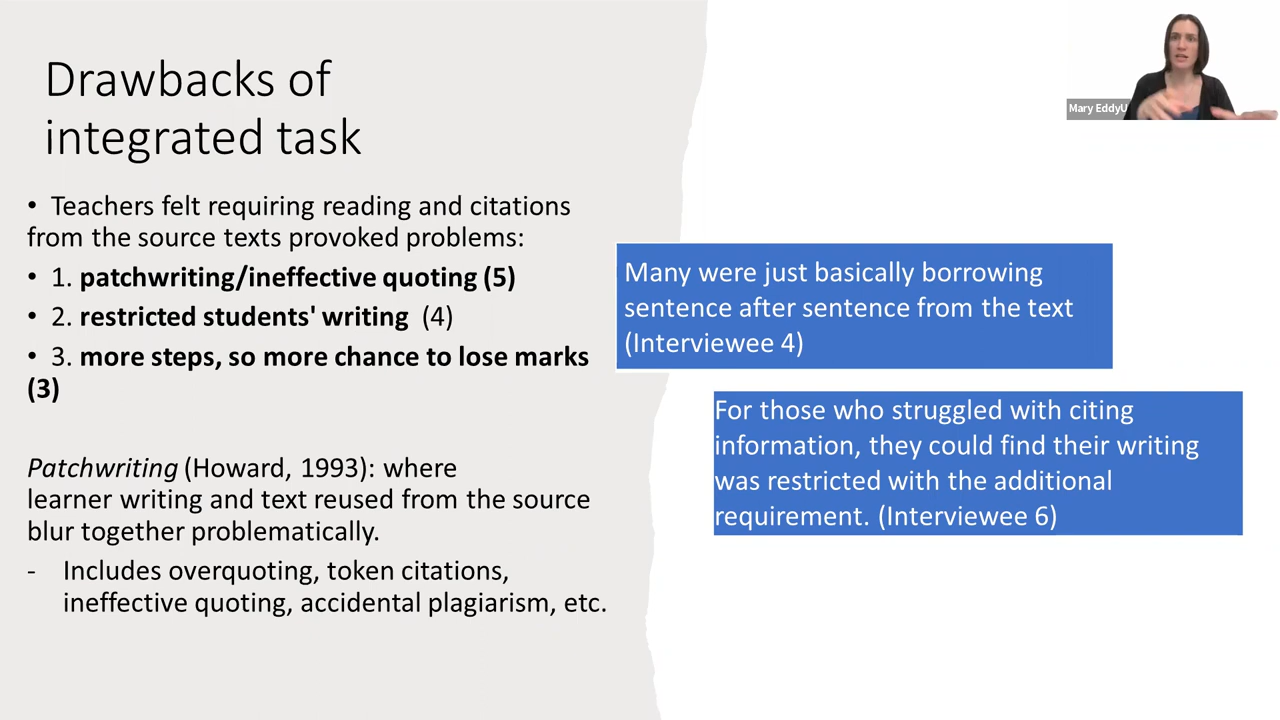 Drawbacks of
integrated task
• Teachers felt requiring reading and citations
from the source texts provoked problems:
• 1. patchwriting/ineffective quoting (5)
• 2. restricted students' writing (4)
• 3. more steps, so more chance to lose marks
(3)
Patchwriting (Howard, 1993): where
learner writing and text reused from the source
blur together problematically.
- Includes overquoting, token citations,
ineffective quoting, accidental plagiarism, etc.
Many were just basically borrowing
sentence after sentence from the text
(Interviewee 4)
For those who struggled with citing
information, they could find their writing
was restricted with the additional
requirement. (Interviewee 6)
Mary EddyU